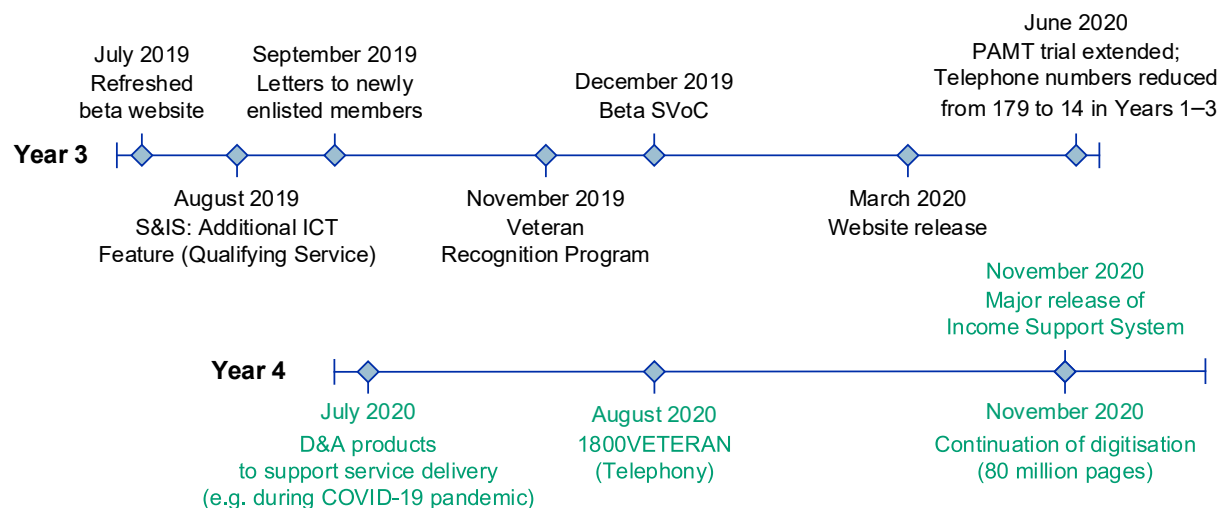 June 2020
PAMT trial extended;
Telephone numbers reduced
from 179 to 14 in Years 1–3
July 2019
Refreshed
beta website
September 2019
Letters to newly
enlisted members
December 2019
Beta SVoC
Year 3
August 2019
S&IS: Additional ICT
Feature (Qualifying Service)
November 2019
Veteran
Recognition Program
March 2020
Website release
November 2020
Major release of
Income Support System
Year 4
July 2020
D&A products
to support service delivery
(e.g. during COVID-19 pandemic)
August 2020
1800VETERAN
(Telephony)
November 2020
Continuation of digitisation
(80 million pages)